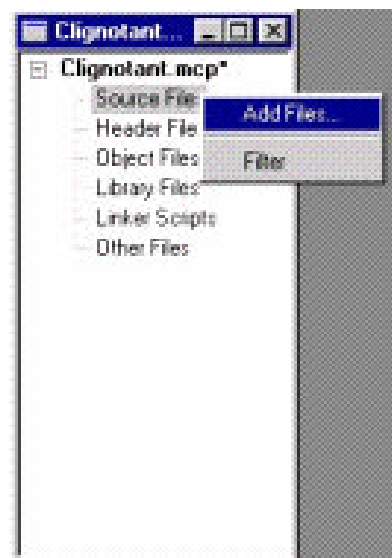 Clignotant...
Clignotant.mcp*
Source File
Add Files...
Header File
Filter
Object Files
Library Files
Linker Scripts
Other Files